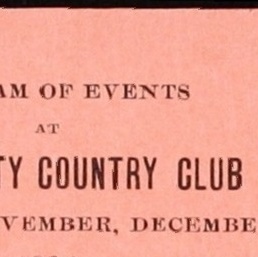 AM OF EVENTS
AT
TY COUNTRY CLUB
VEMBER, DECEMBE